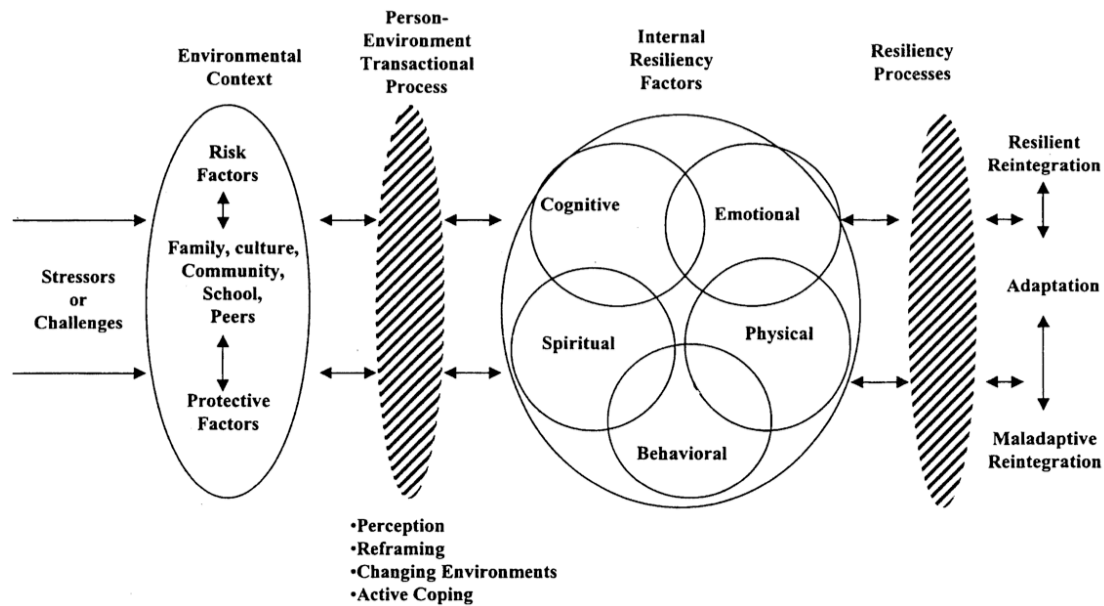 Environmental
Context
Person-
Environment
Transactional
Process
Internal
Resiliency
Factors
Resiliency
Processes
Stressors
or
Challenges
Risk
Factors
Family, culture,
Community,
School,
Peers
Protective
Factors
Cognitive
Emotional
Spiritual
Physical
Behavioral
Resilient
Reintegration
Adaptation
Maladaptive
Reintegration
•Perception
•Reframing
•Changing Environments
•Active Coping